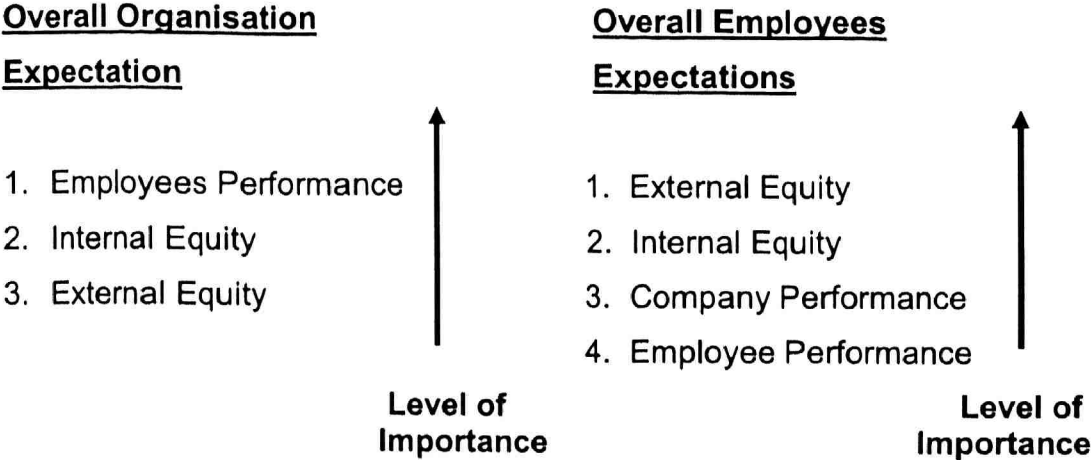 Overall Organisation
Expectation
1. Employees Performance
2. Internal Equity
3. External Equity
Level of
Importance
Overall Employees
Expectations
1. External Equity
2. Internal Equity
3. Company Performance
4. Employee Performance
Level of
Importance